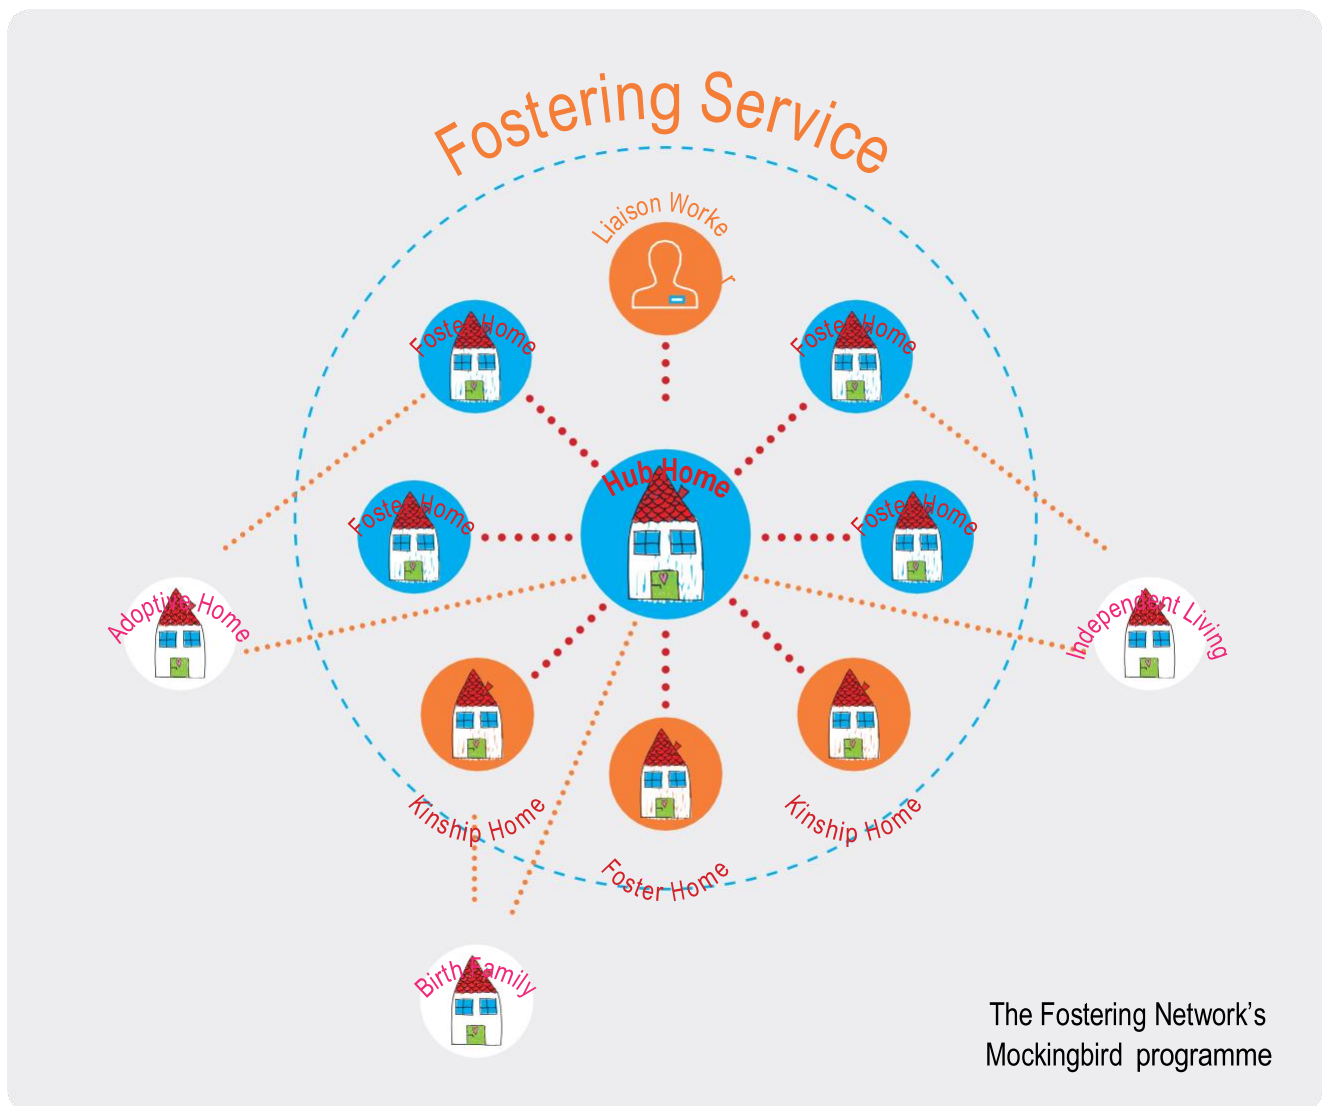 Fostering Service
Liaison Worker
Foster Home
Foster Home
Hub Home
Foster Home
Foster Home
Adoptive Home
Independent Living
Kinship Home
Kinship Home
Foster Home
Birth Family
The Fostering Network’s
Mockingbird programme